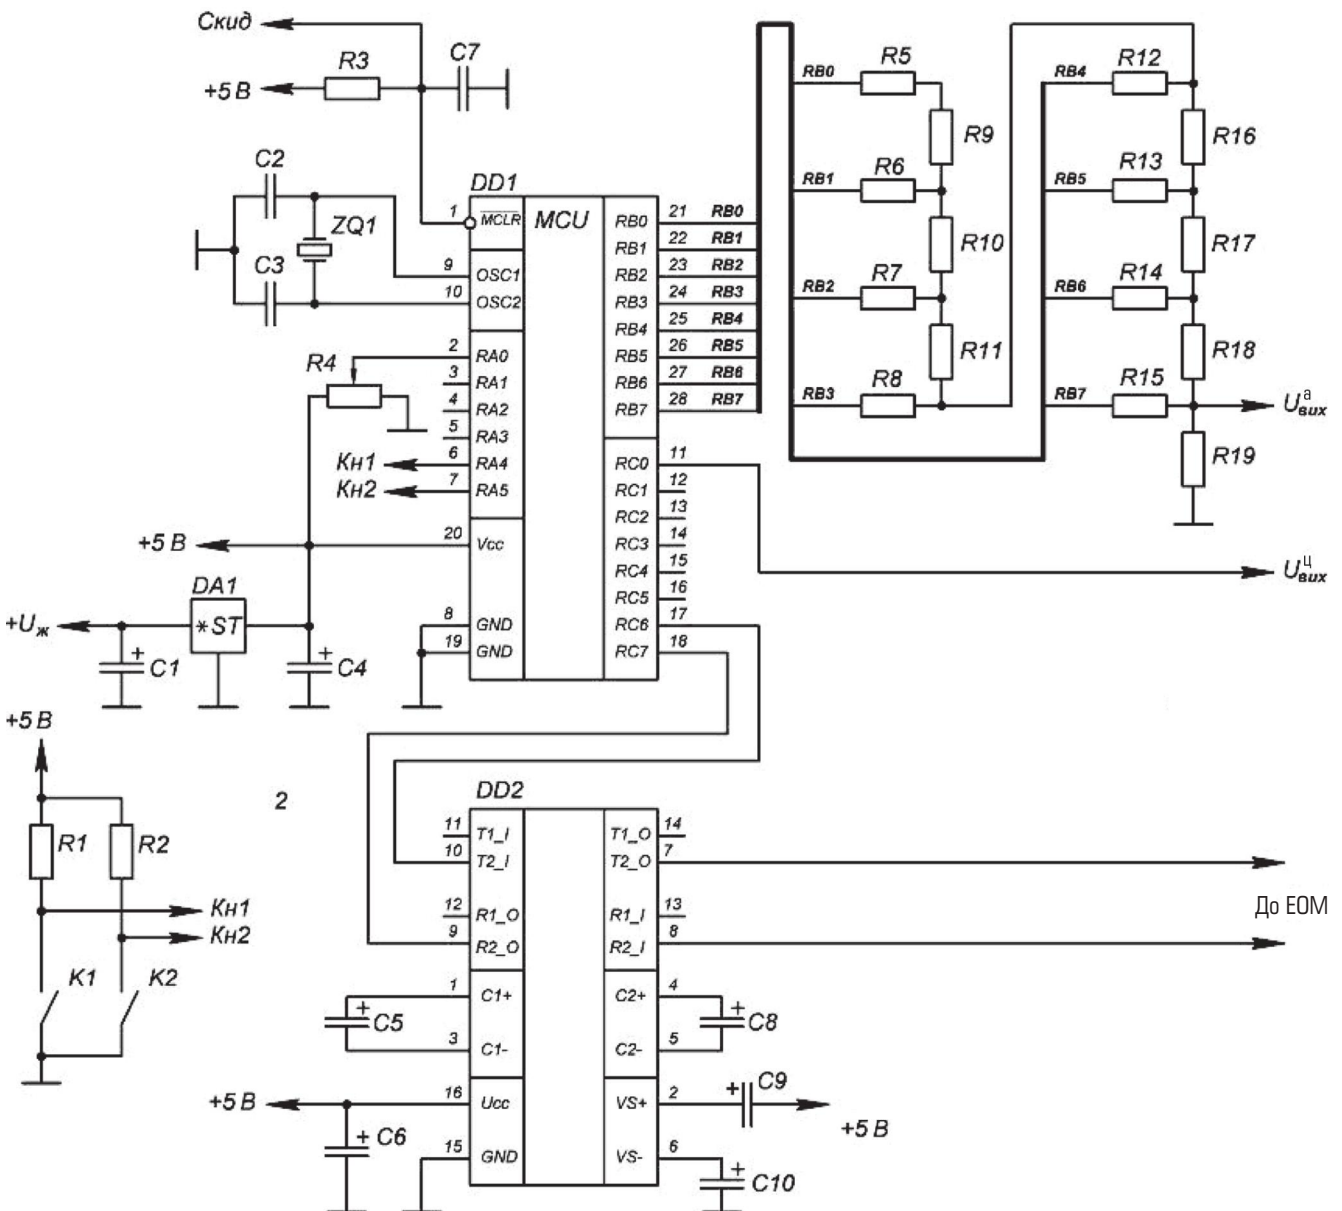 Скид
R3
C7
+5 В
C2
ZQ1
C3
DD1
1 MCLR MCU RB0 21 RB0
RB1 22 RB1
9 OSC1 RB2 23 RB2
10 OSC2 RB3 24 RB3
RB4 25 RB4
2 RA0 RB5 26 RB5
3 RA1 RB6 27 RB6
4 RA2 RB7 28 RB7
5 RA3
Кн1 6 RA4 RC0 11
Кн2 7 RA5 RC1 12
RC2 13
+5 В 20 Vcc RC3 14
RC4 15
RC5 16
8 GND RC6 17
19 GND RC7 18
R4
DA1
+Uж *ST
+ C1
+ C4
RB0 R5
R9
RB1 R6
R10
RB2 R7
R11
RB3 R8
RB4 R12
R16
RB5 R13
R17
RB6 R14
R18
RB7 R15
Uвих а
R19
Uвих ц
+5 В
R1 R2
Кн1
Кн2
K1 K2
2
DD2
11 T1_I T1_O 14
10 T2_I T2_O 7
12 R1_O R1_I 13
9 R2_O R2_I 8
До ЕОМ
1 C1+ C2+ 4
+ C5 + C8
3 C1- C2- 5
+5 В 16 Ucc VS+ 2 + C9
+5 В
+ C6 15 GND VS- 6
+ C10